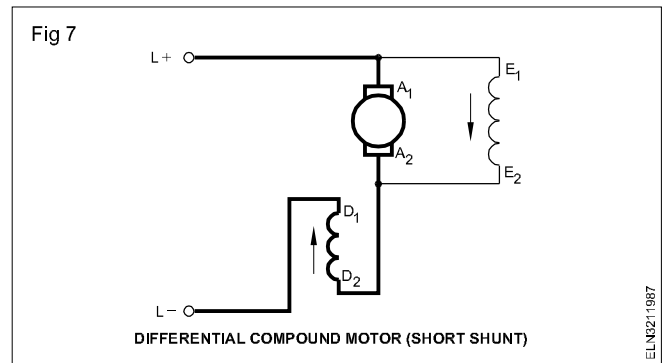 Fig 7
L+
A1
E1
A2
E2
D1
D2
L−
DIFFERENTIAL COMPOUND MOTOR (SHORT SHUNT)
ELN3211987